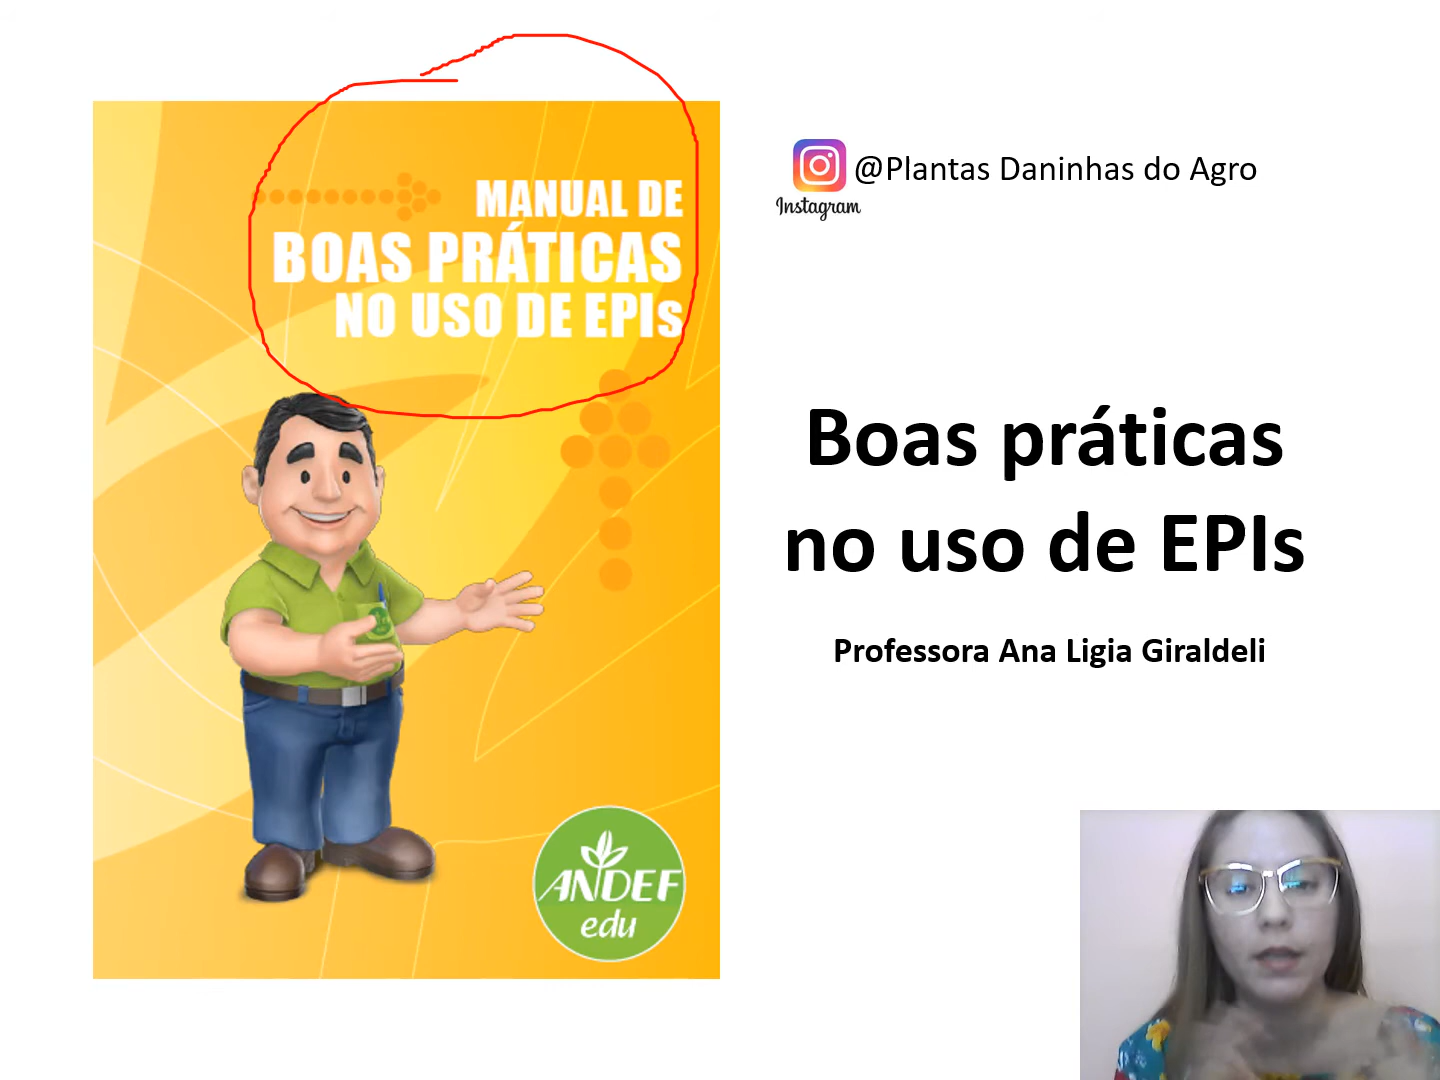 MANUAL DE
BOAS PRÁTICAS
NO USO DE EPIs
ANDEF
edu
@Plantas Daninhas do Agro
Instagram
Boas práticas
no uso de EPIs
Professora Ana Ligia Giraldeli